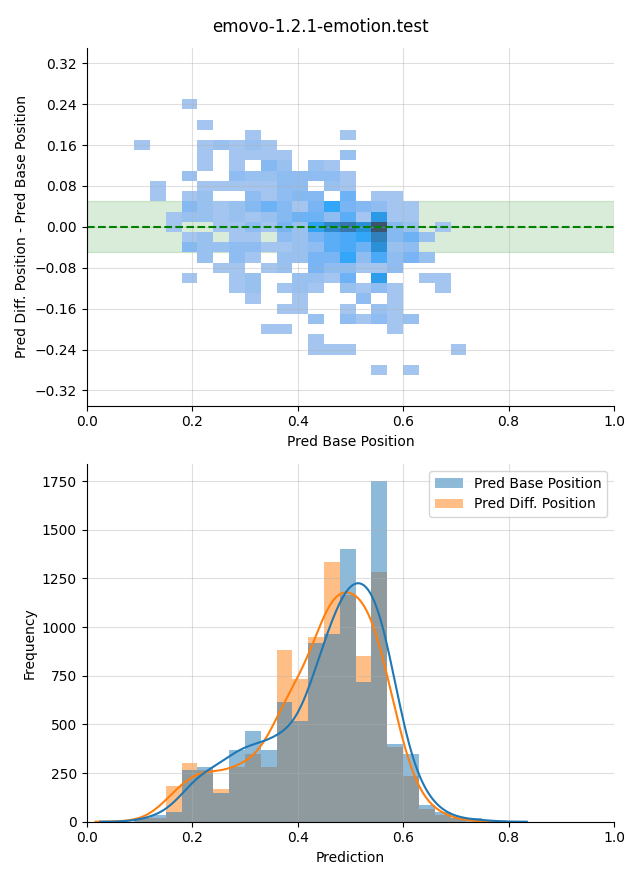 emovo-1.2.1-emotion.test
Pred Diff. Position - Pred Base Position
0.32
0.24
0.16
0.08
0.00
−0.08
−0.16
−0.24
−0.32
0.0 0.2 0.4 0.6 0.8 1.0
Pred Base Position
Frequency
1750
1500
1250
1000
750
500
250
0
Pred Base Position
Pred Diff. Position
0.0 0.2 0.4 0.6 0.8 1.0
Prediction